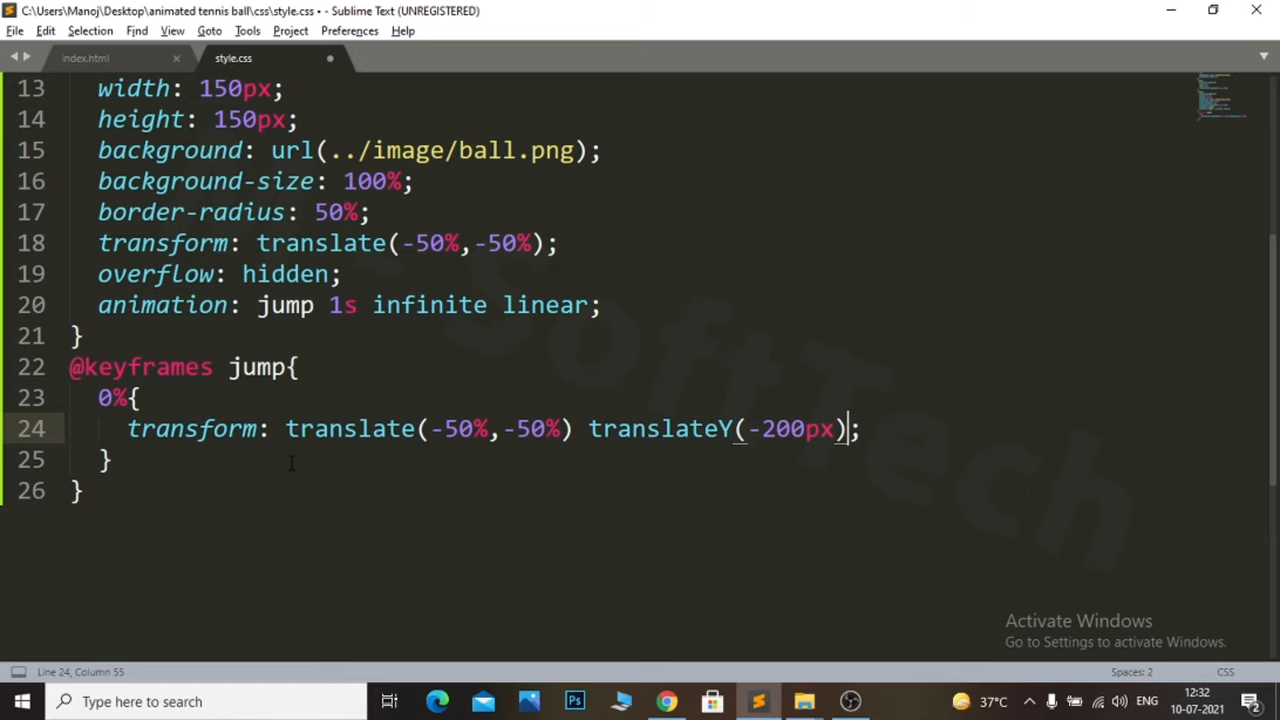 C:\Users\Manoj\Desktop\animated tennis ball\css\style.css • - Sublime Text (UNREGISTERED)
File Edit Selection Find View Goto Tools Project Preferences Help
index.html style.css
13 width: 150px;
14 height: 150px;
15 background: url(../image/ball.png);
16 background-size: 100%;
17 border-radius: 50%;
18 transform: translate(-50%,-50%);
19 overflow: hidden;
20 animation: jump 1s infinite linear;
21 }
22 @keyframes jump{
23 0%{
24 transform: translate(-50%,-50%) translateY(-200px);
25 }
26 }
SoftTech
Activate Windows
Go to Settings to activate Windows.
Line 24, Column 55 Spaces: 2 CSS
Type here to search 37°C ENG 12:32
10-07-2021 2